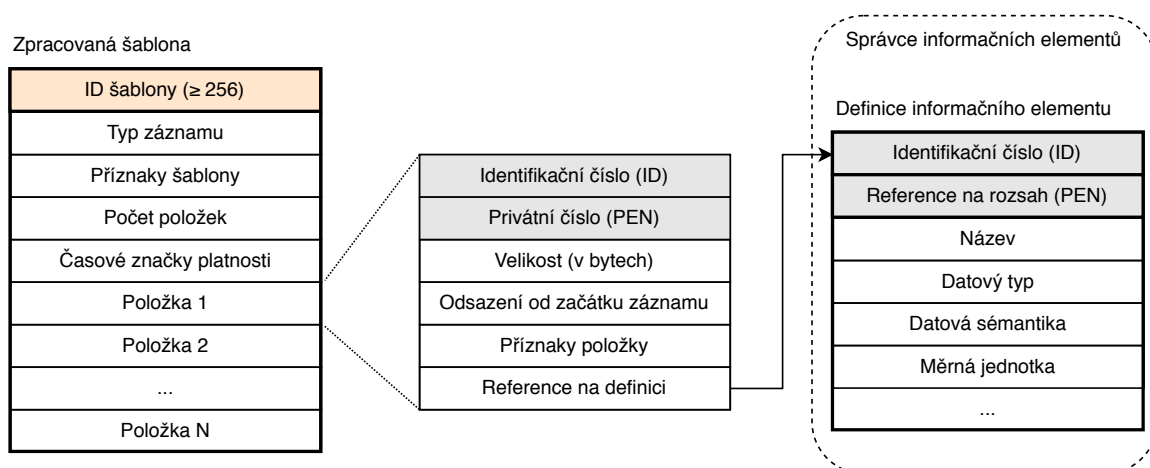 Zpracovaná šablona
ID šablony (≥ 256)
Typ záznamu
Příznaky šablony
Počet položek
Časové značky platnosti
Položka 1
Položka 2
...
Položka N
Identifikační číslo (ID)
Privátní číslo (PEN)
Velikost (v bytech)
Odsazení od začátku záznamu
Příznaky položky
Reference na definici
Správce informačních elementů
Definice informačního elementu
Identifikační číslo (ID)
Reference na rozsah (PEN)
Název
Datový typ
Datová sémantika
Měrná jednotka
...